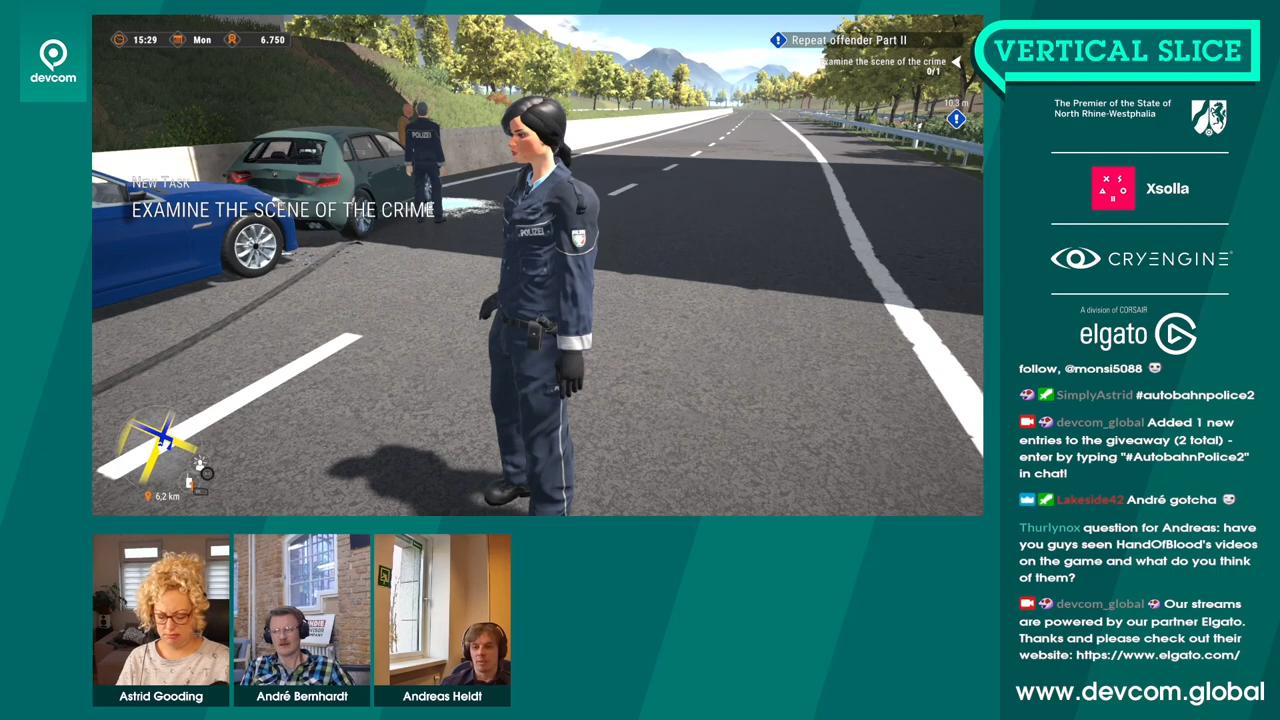 devcom
15:29
Mon
6.750
Repeat offender Part II
examine the scene of the crime
0/1
10,3 m
NEW TASK
EXAMINE THE SCENE OF THE CRIME
POLIZEI
POLIZEI
6,2 km
VERTICAL SLICE
The Premier of the State of
North Rhine-Westphalia
Xsolla
CRYENGINE
A division of CORSAIR
elgato
follow, @monsi5088
SimplyAstrid #autobahnpolice2
devcom_global Added 1 new
entries to the giveaway (2 total) -
enter by typing "#AutobahnPolice2"
in chat!
Lakeside42 André gotcha
Thurlynox question for Andreas: have
you guys seen HandOfBlood's videos
on the game and what do you think
of them?
devcom_global Our streams
are powered by our partner Elgato.
Thanks and please check out their
website: https://www.elgato.com/
www.devcom.global
Astrid Gooding
André Bernhardt
Andreas Heldt